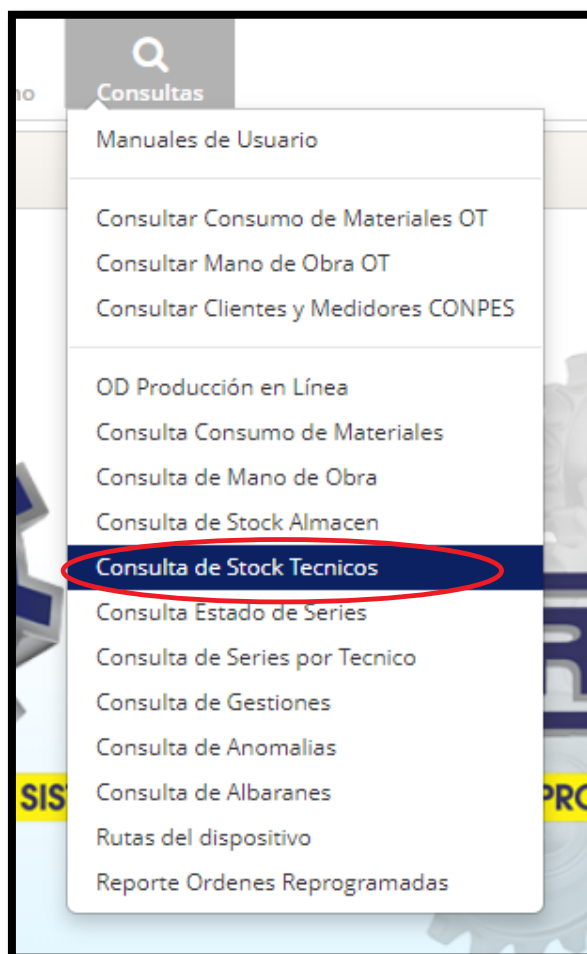 no
Consultas
Manuales de Usuario
Consultar Consumo de Materiales OT
Consultar Mano de Obra OT
Consultar Clientes y Medidores CONPES
OD Producción en Línea
Consulta Consumo de Materiales
Consulta de Mano de Obra
Consulta de Stock Almacen
Consulta de Stock Tecnicos
Consulta Estado de Series
Consulta de Series por Tecnico
Consulta de Gestiones
Consulta de Anomalias
Consulta de Albaranes
SIS PRO
Rutas del dispositivo
Reporte Ordenes Reprogramadas